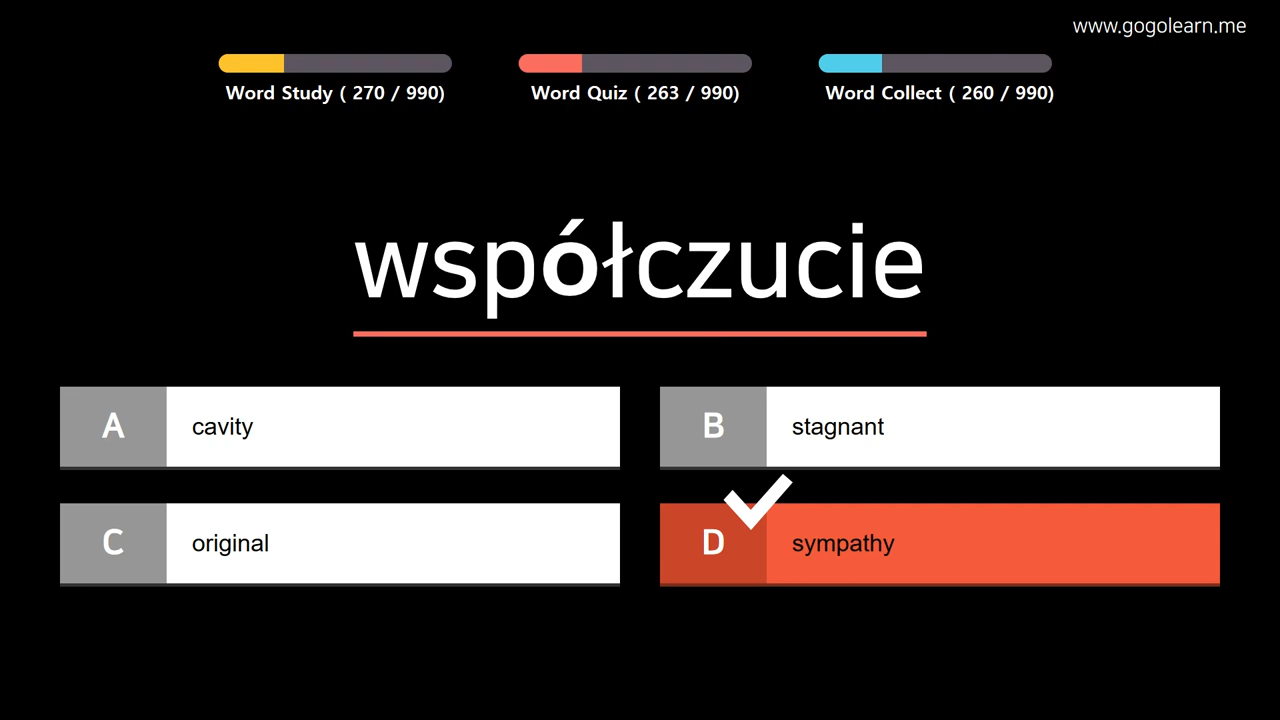 www.gogolearn.me
Word Study ( 270 / 990)
Word Quiz ( 263 / 990)
Word Collect ( 260 / 990)
współczucie
A cavity
B stagnant
C original
D sympathy